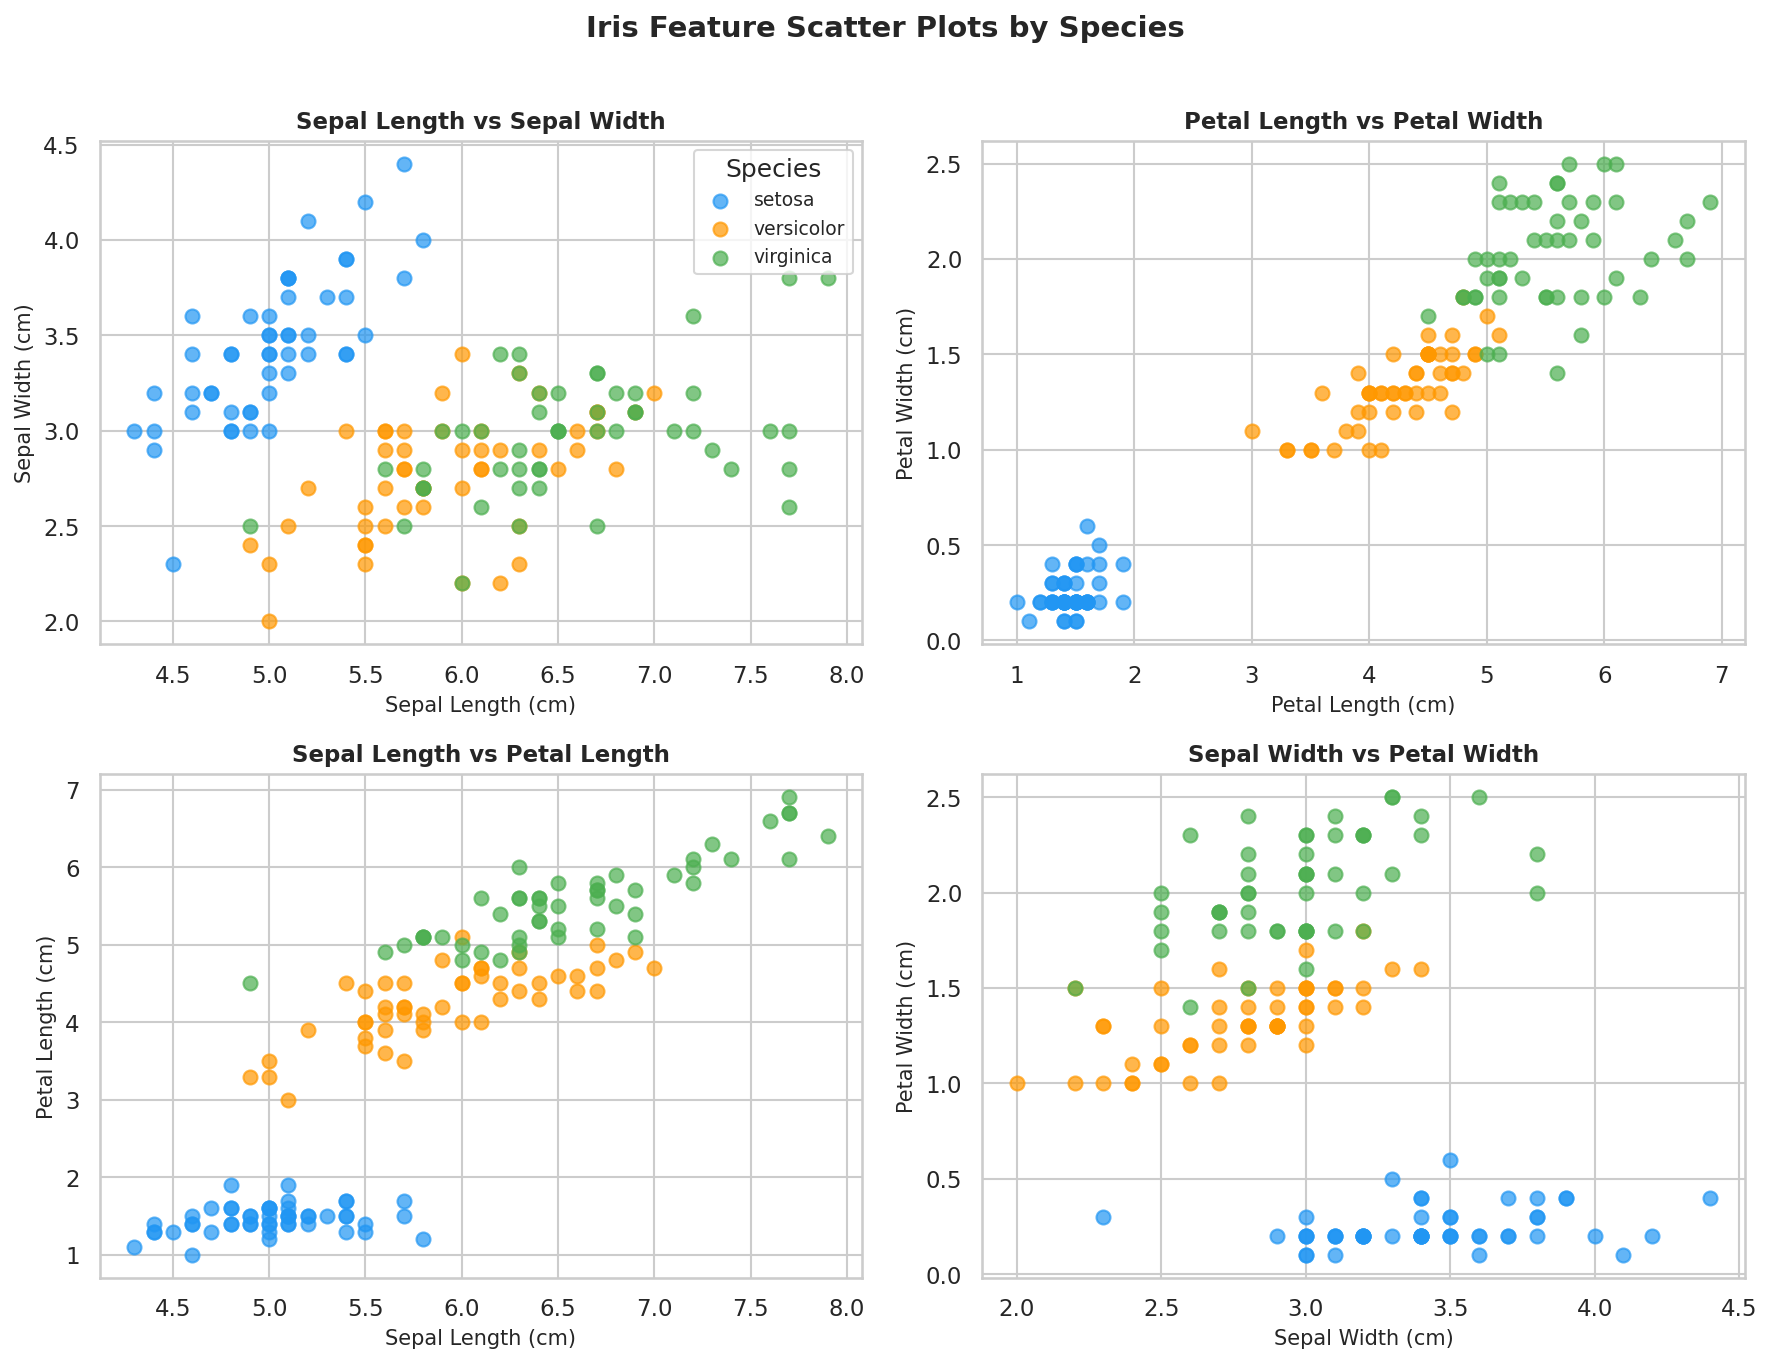 Iris Feature Scatter Plots by Species
Sepal Length vs Sepal Width
Sepal Width (cm)
4.5
4.0
3.5
3.0
2.5
2.0
Species
setosa
versicolor
virginica
4.5 5.0 5.5 6.0 6.5 7.0 7.5 8.0
Sepal Length (cm)
Petal Length vs Petal Width
Petal Width (cm)
2.5
2.0
1.5
1.0
0.5
0.0
1 2 3 4 5 6 7
Petal Length (cm)
Sepal Length vs Petal Length
Petal Length (cm)
7
6
5
4
3
2
1
4.5 5.0 5.5 6.0 6.5 7.0 7.5 8.0
Sepal Length (cm)
Sepal Width vs Petal Width
Petal Width (cm)
2.5
2.0
1.5
1.0
0.5
0.0
2.0 2.5 3.0 3.5 4.0 4.5
Sepal Width (cm)